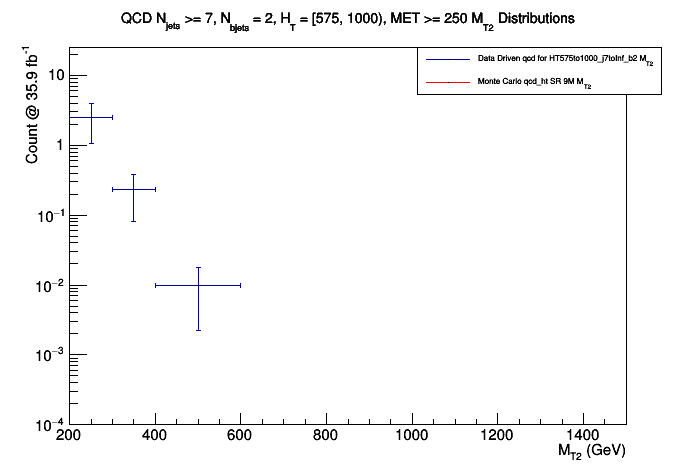 QCD N_jets >= 7, N_bjets = 2, H_T = [575, 1000), MET >= 250 M_T2 Distributions
Data Driven qcd for HT575to1000_j7toInf_b2 M_T2
Monte Carlo qcd_ht SR 9M M_T2
Count @ 35.9 fb^-1
10
1
10^-1
10^-2
10^-3
10^-4
200 400 600 800 1000 1200 1400
M_T2 (GeV)